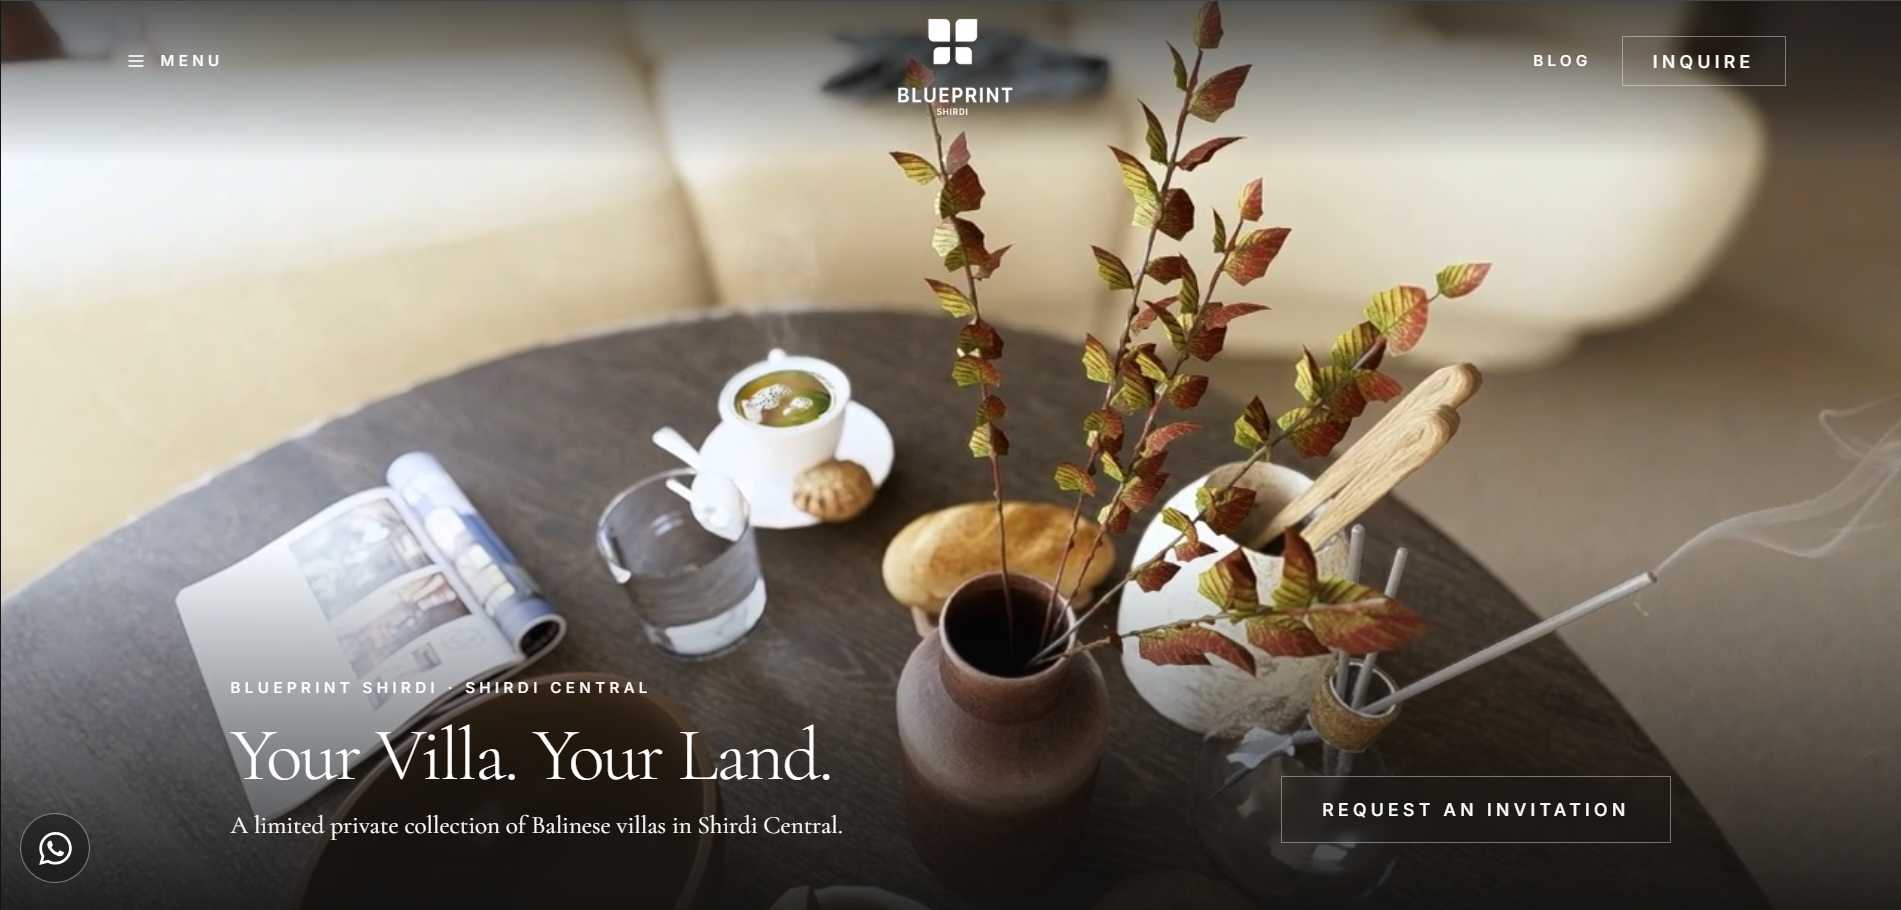 MENU
BLUEPRINT
SHIRDI
BLOG
INQUIRE
BLUEPRINT SHIRDI · SHIRDI CENTRAL
Your Villa. Your Land.
A limited private collection of Balinese villas in Shirdi Central.
REQUEST AN INVITATION